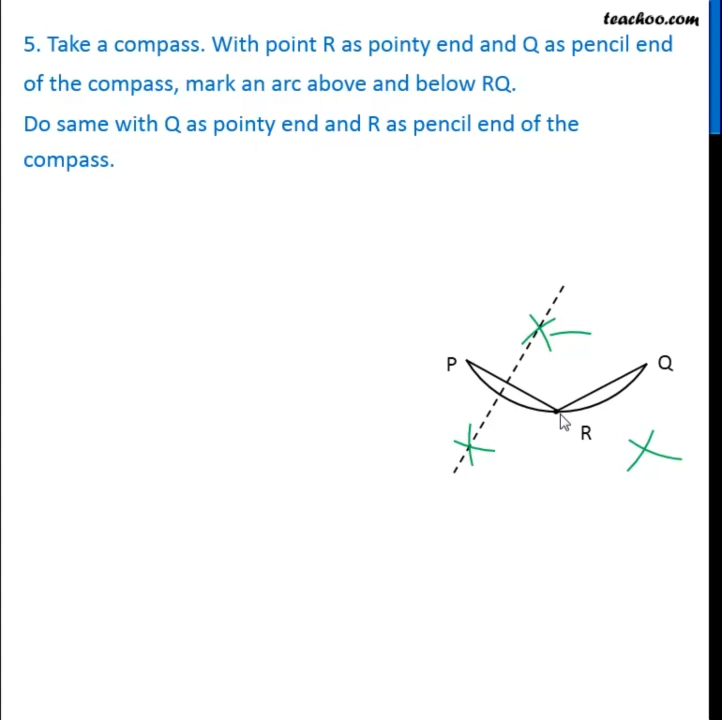 teachoo.com
5. Take a compass. With point R as pointy end and Q as pencil end
of the compass, mark an arc above and below RQ.
Do same with Q as pointy end and R as pencil end of the
compass.
P
Q
R